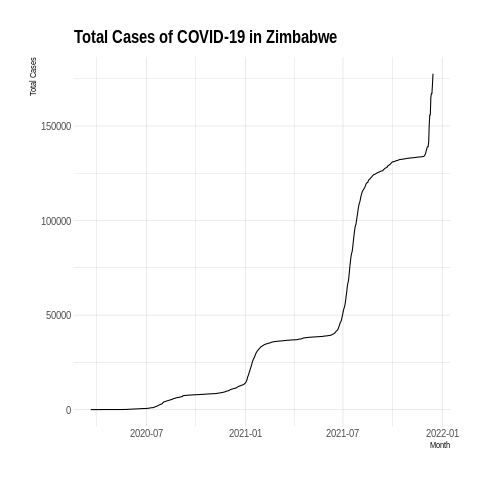 Total Cases of COVID-19 in Zimbabwe
Total Cases
150000
100000
50000
0
2020-07 2021-01 2021-07 2022-01
Month